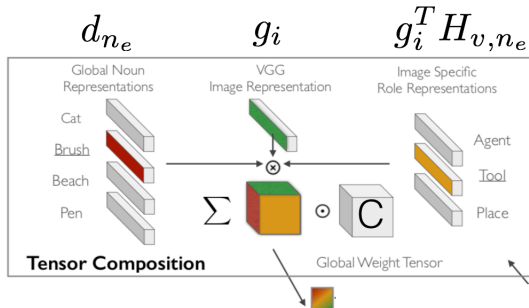 d_{n_e} g_i g_i^T H_{v,n_e}
Global Noun
Representations
VGG
Image Representation
Image Specific
Role Representations
Cat
Brush
Beach
Pen
Agent
Tool
Place
⊗
∑ ⊙ C
Tensor Composition
Global Weight Tensor